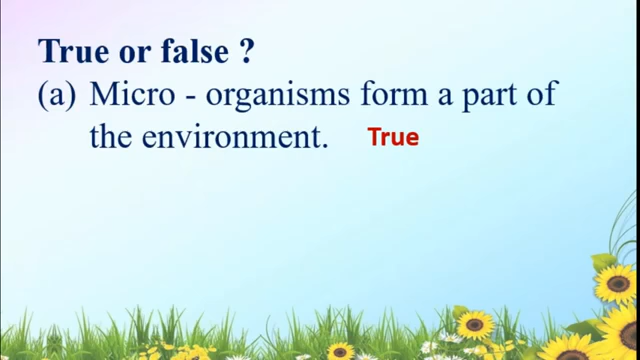 True or false ?
(a) Micro - organisms form a part of
the environment. True